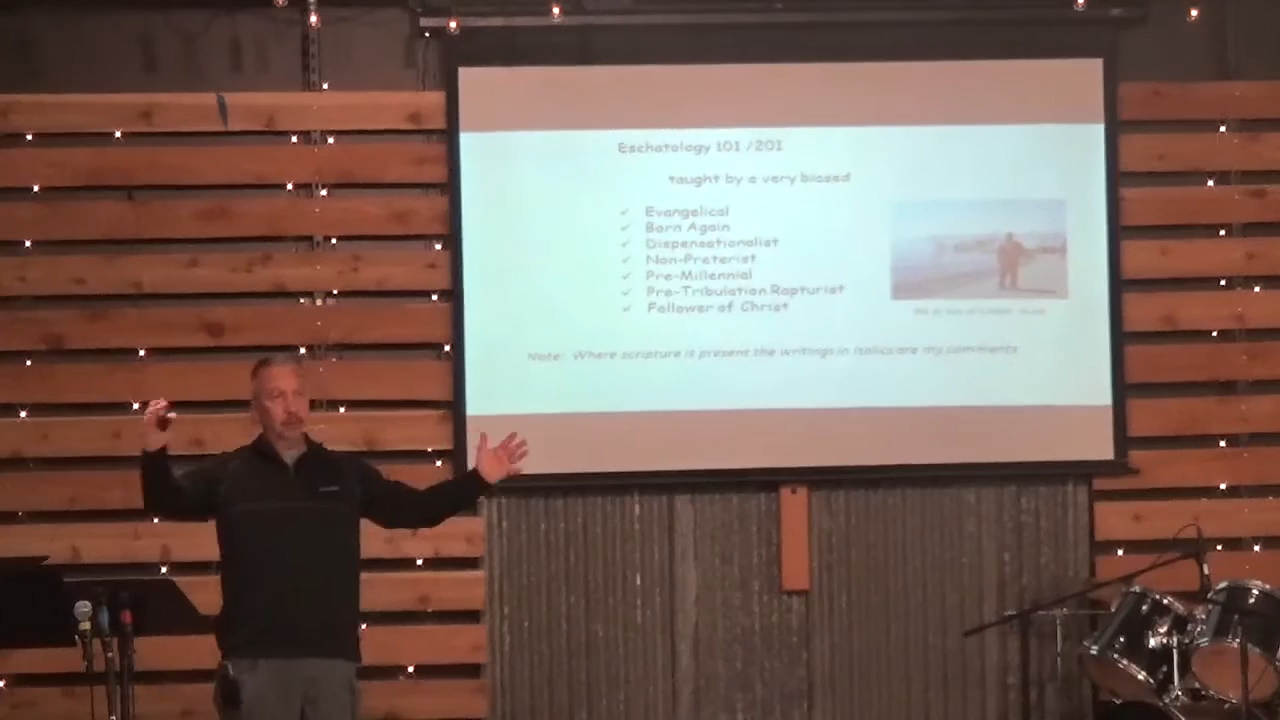 Eschatology 101 /201
taught by a very biased
✓ Evangelical
✓ Born Again
✓ Dispensationalist
✓ Non-Preterist
✓ Pre-Millennial
✓ Pre-Tribulation Rapturist
✓ Follower of Christ
Note: Where scripture is present the writings in Italics are my comments